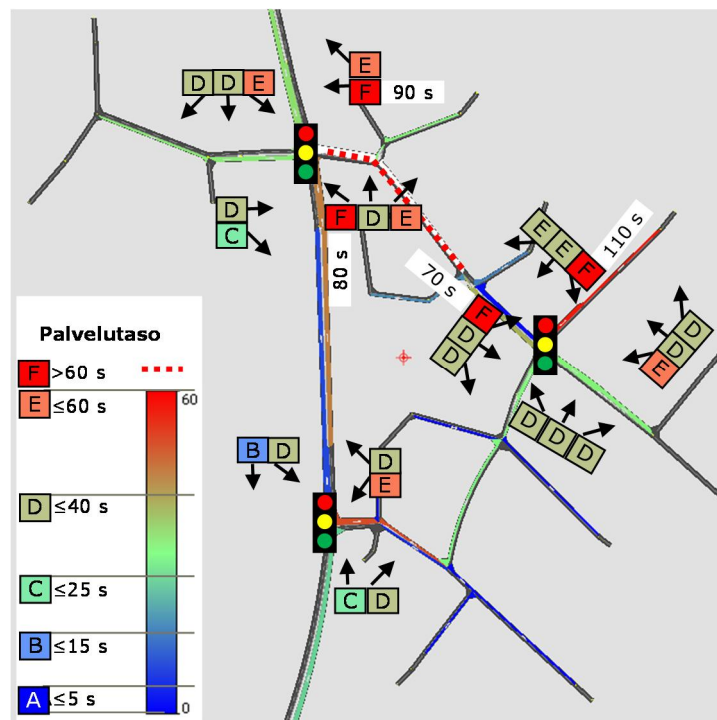 E
D D E
F 90 s
D
C
F D E
80 s
E E F
110 s
70 s
F
D
D
D
D
E
D D D
B D
D
E
C D
Palvelutaso
F >60 s
60
E ≤60 s
D ≤40 s
C ≤25 s
B ≤15 s
A ≤5 s
0